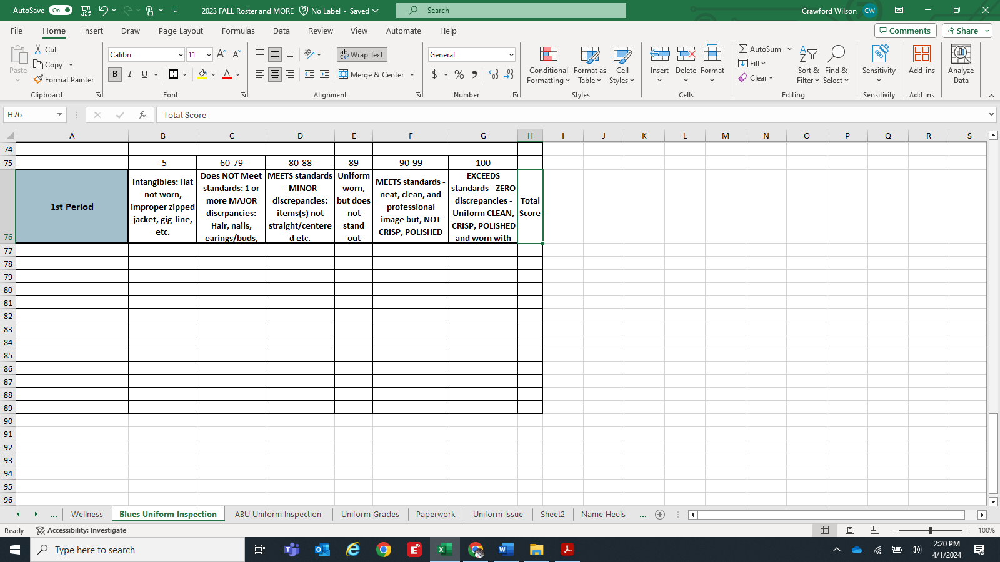 AutoSave On 2023 FALL Roster and MORE No Label • Saved Search Crawford Wilson CW
File Home Insert Draw Page Layout Formulas Data Review View Automate Help Comments Share
Paste Cut Copy Format Painter Clipboard
Calibri 11 A A B I U A Font
ab Wrap Text Merge & Center Alignment
General $ % 9 .00 .00 Number
Conditional Formatting Format as Table Cell Styles Styles
Insert Delete Format Cells
AutoSum Fill Clear Sort & Filter Find & Select Editing
Sensitivity Sensitivity
Add-ins Add-ins
Analyze Data
H76 fx Total Score
A B C D E F G H I J K L M N O P Q R S
74
75 -5 60-79 80-88 89 90-99 100
76
1st Period
Intangibles: Hat
not worn,
improper zipped
jacket, gig-line,
etc.
Does NOT Meet
standards: 1 or
more MAJOR
discrpancies:
Hair, nails,
earings/buds,
MEETS standards
- MINOR
discrepancies:
items(s) not
straight/centere
d etc.
Uniform
worn,
but does
not
stand
out
MEETS standards -
neat, clean, and
professional
image but, NOT
CRISP, POLISHED
EXCEEDS
standards - ZERO
discrepancies -
Uniform CLEAN,
CRISP, POLISHED
and worn with
Total
Score
77
78
79
80
81
82
83
84
85
86
87
88
89
90
91
92
93
94
95
96
... Wellness Blues Uniform Inspection ABU Uniform Inspection Uniform Grades Paperwork Uniform Issue Sheet2 Name Heels ...
Ready Accessibility: Investigate 100%
Type here to search
2:20 PM
4/1/2024